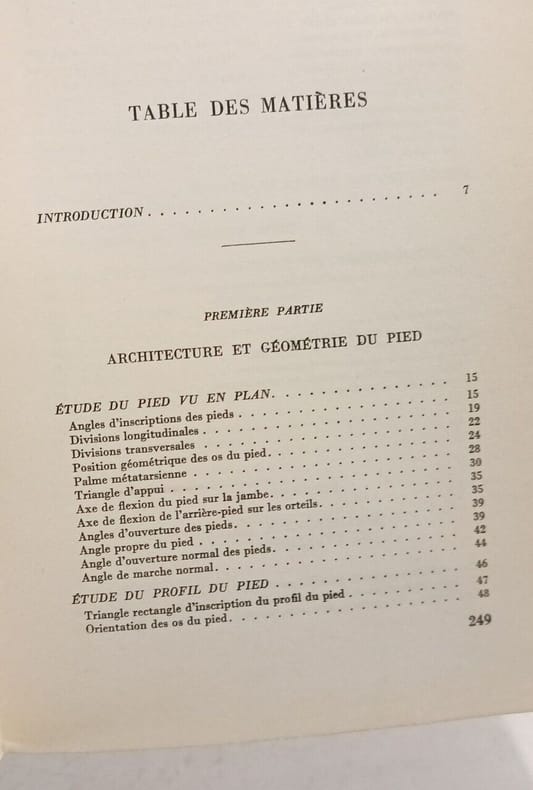 TABLE DES MATIÈRES
INTRODUCTION . . . . . . . . . . . . . . . . . . . . . . . . 7
PREMIÈRE PARTIE
ARCHITECTURE ET GÉOMÉTRIE DU PIED
ÉTUDE DU PIED VU EN PLAN. . . . . . . . . . . . . . . 15
Angles d'inscriptions des pieds . . . . . . . . . . . . . . . 15
Divisions longitudinales . . . . . . . . . . . . . . . . . . 19
Divisions transversales . . . . . . . . . . . . . . . . . . 22
Position géométrique des os du pied. . . . . . . . . . . . . 24
Palme métatarsienne . . . . . . . . . . . . . . . . . . . 28
Triangle d'appui . . . . . . . . . . . . . . . . . . . . . 30
Axe de flexion du pied sur la jambe. . . . . . . . . . . . . 35
Axe de flexion de l'arrière-pied sur les orteils. . . . . . . . . 35
Angles d'ouverture des pieds. . . . . . . . . . . . . . . . 39
Angle propre du pied . . . . . . . . . . . . . . . . . . . 39
Angle d'ouverture normal des pieds. . . . . . . . . . . . . 42
Angle de marche normal. . . . . . . . . . . . . . . . . . 44
ÉTUDE DU PROFIL DU PIED . . . . . . . . . . . . . . . 46
Triangle rectangle d'inscription du profil du pied . . . . . . . . 47
Orientation des os du pied. . . . . . . . . . . . . . . . . 48
249